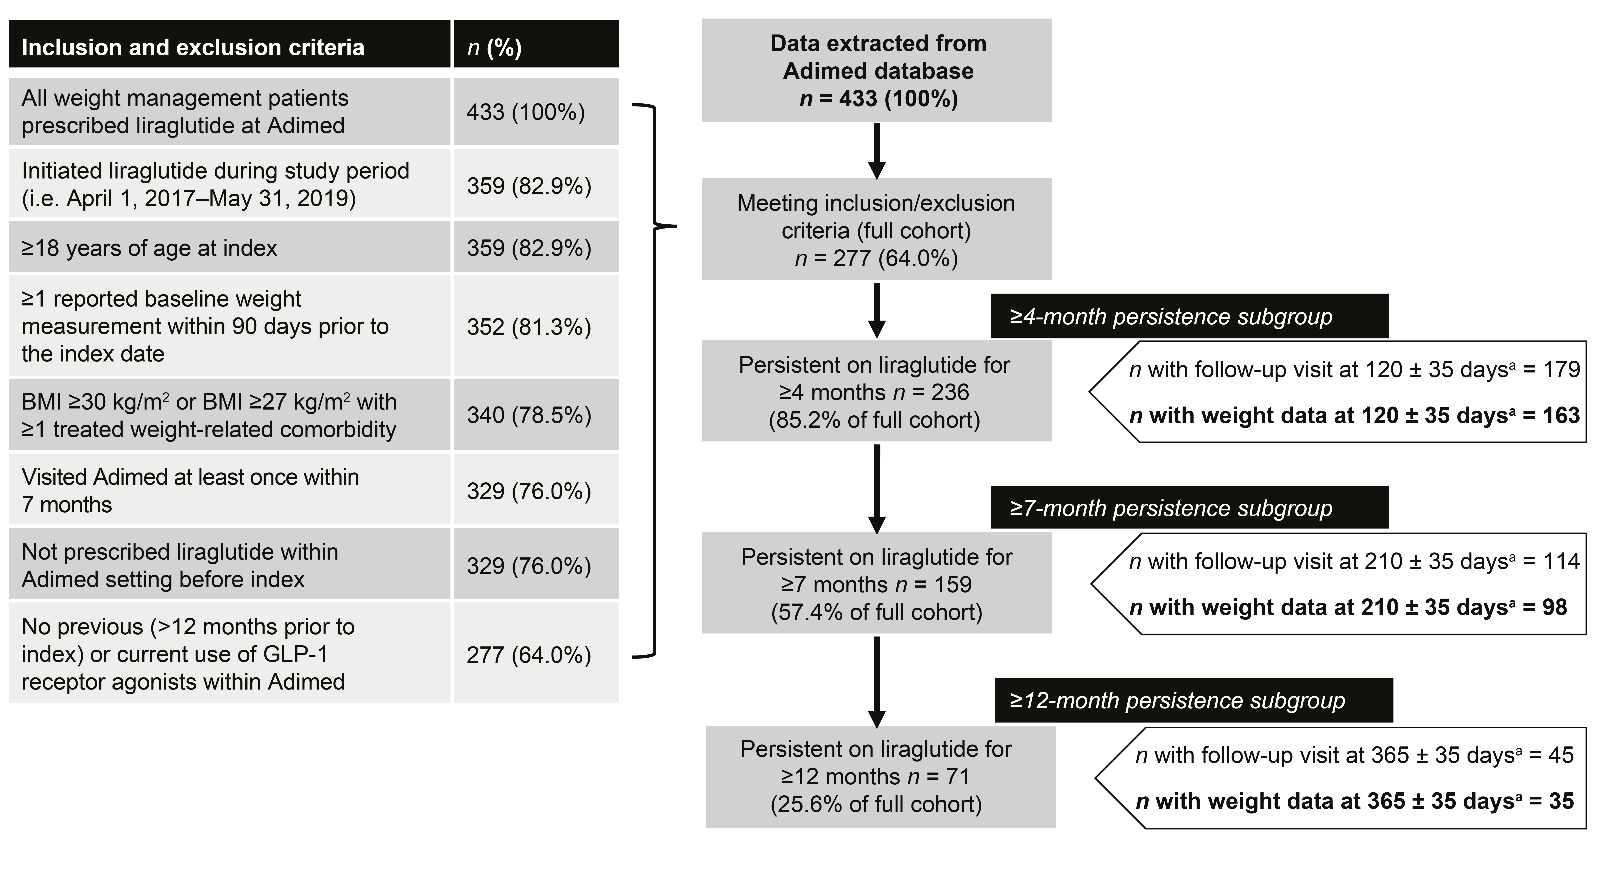 Inclusion and exclusion criteria
n (%)
All weight management patients
prescribed liraglutide at Adimed
433 (100%)
Initiated liraglutide during study period
(i.e. April 1, 2017–May 31, 2019)
359 (82.9%)
≥18 years of age at index
359 (82.9%)
≥1 reported baseline weight
measurement within 90 days prior to
the index date
352 (81.3%)
BMI ≥30 kg/m² or BMI ≥27 kg/m² with
≥1 treated weight-related comorbidity
340 (78.5%)
Visited Adimed at least once within
7 months
329 (76.0%)
Not prescribed liraglutide within
Adimed setting before index
329 (76.0%)
No previous (>12 months prior to
index) or current use of GLP-1
receptor agonists within Adimed
277 (64.0%)
Data extracted from
Adimed database
n = 433 (100%)
Meeting inclusion/exclusion
criteria (full cohort)
n = 277 (64.0%)
≥4-month persistence subgroup
Persistent on liraglutide for
≥4 months n = 236
(85.2% of full cohort)
n with follow-up visit at 120 ± 35 daysᵃ = 179
n with weight data at 120 ± 35 daysᵃ = 163
≥7-month persistence subgroup
Persistent on liraglutide for
≥7 months n = 159
(57.4% of full cohort)
n with follow-up visit at 210 ± 35 daysᵃ = 114
n with weight data at 210 ± 35 daysᵃ = 98
≥12-month persistence subgroup
Persistent on liraglutide for
≥12 months n = 71
(25.6% of full cohort)
n with follow-up visit at 365 ± 35 daysᵃ = 45
n with weight data at 365 ± 35 daysᵃ = 35